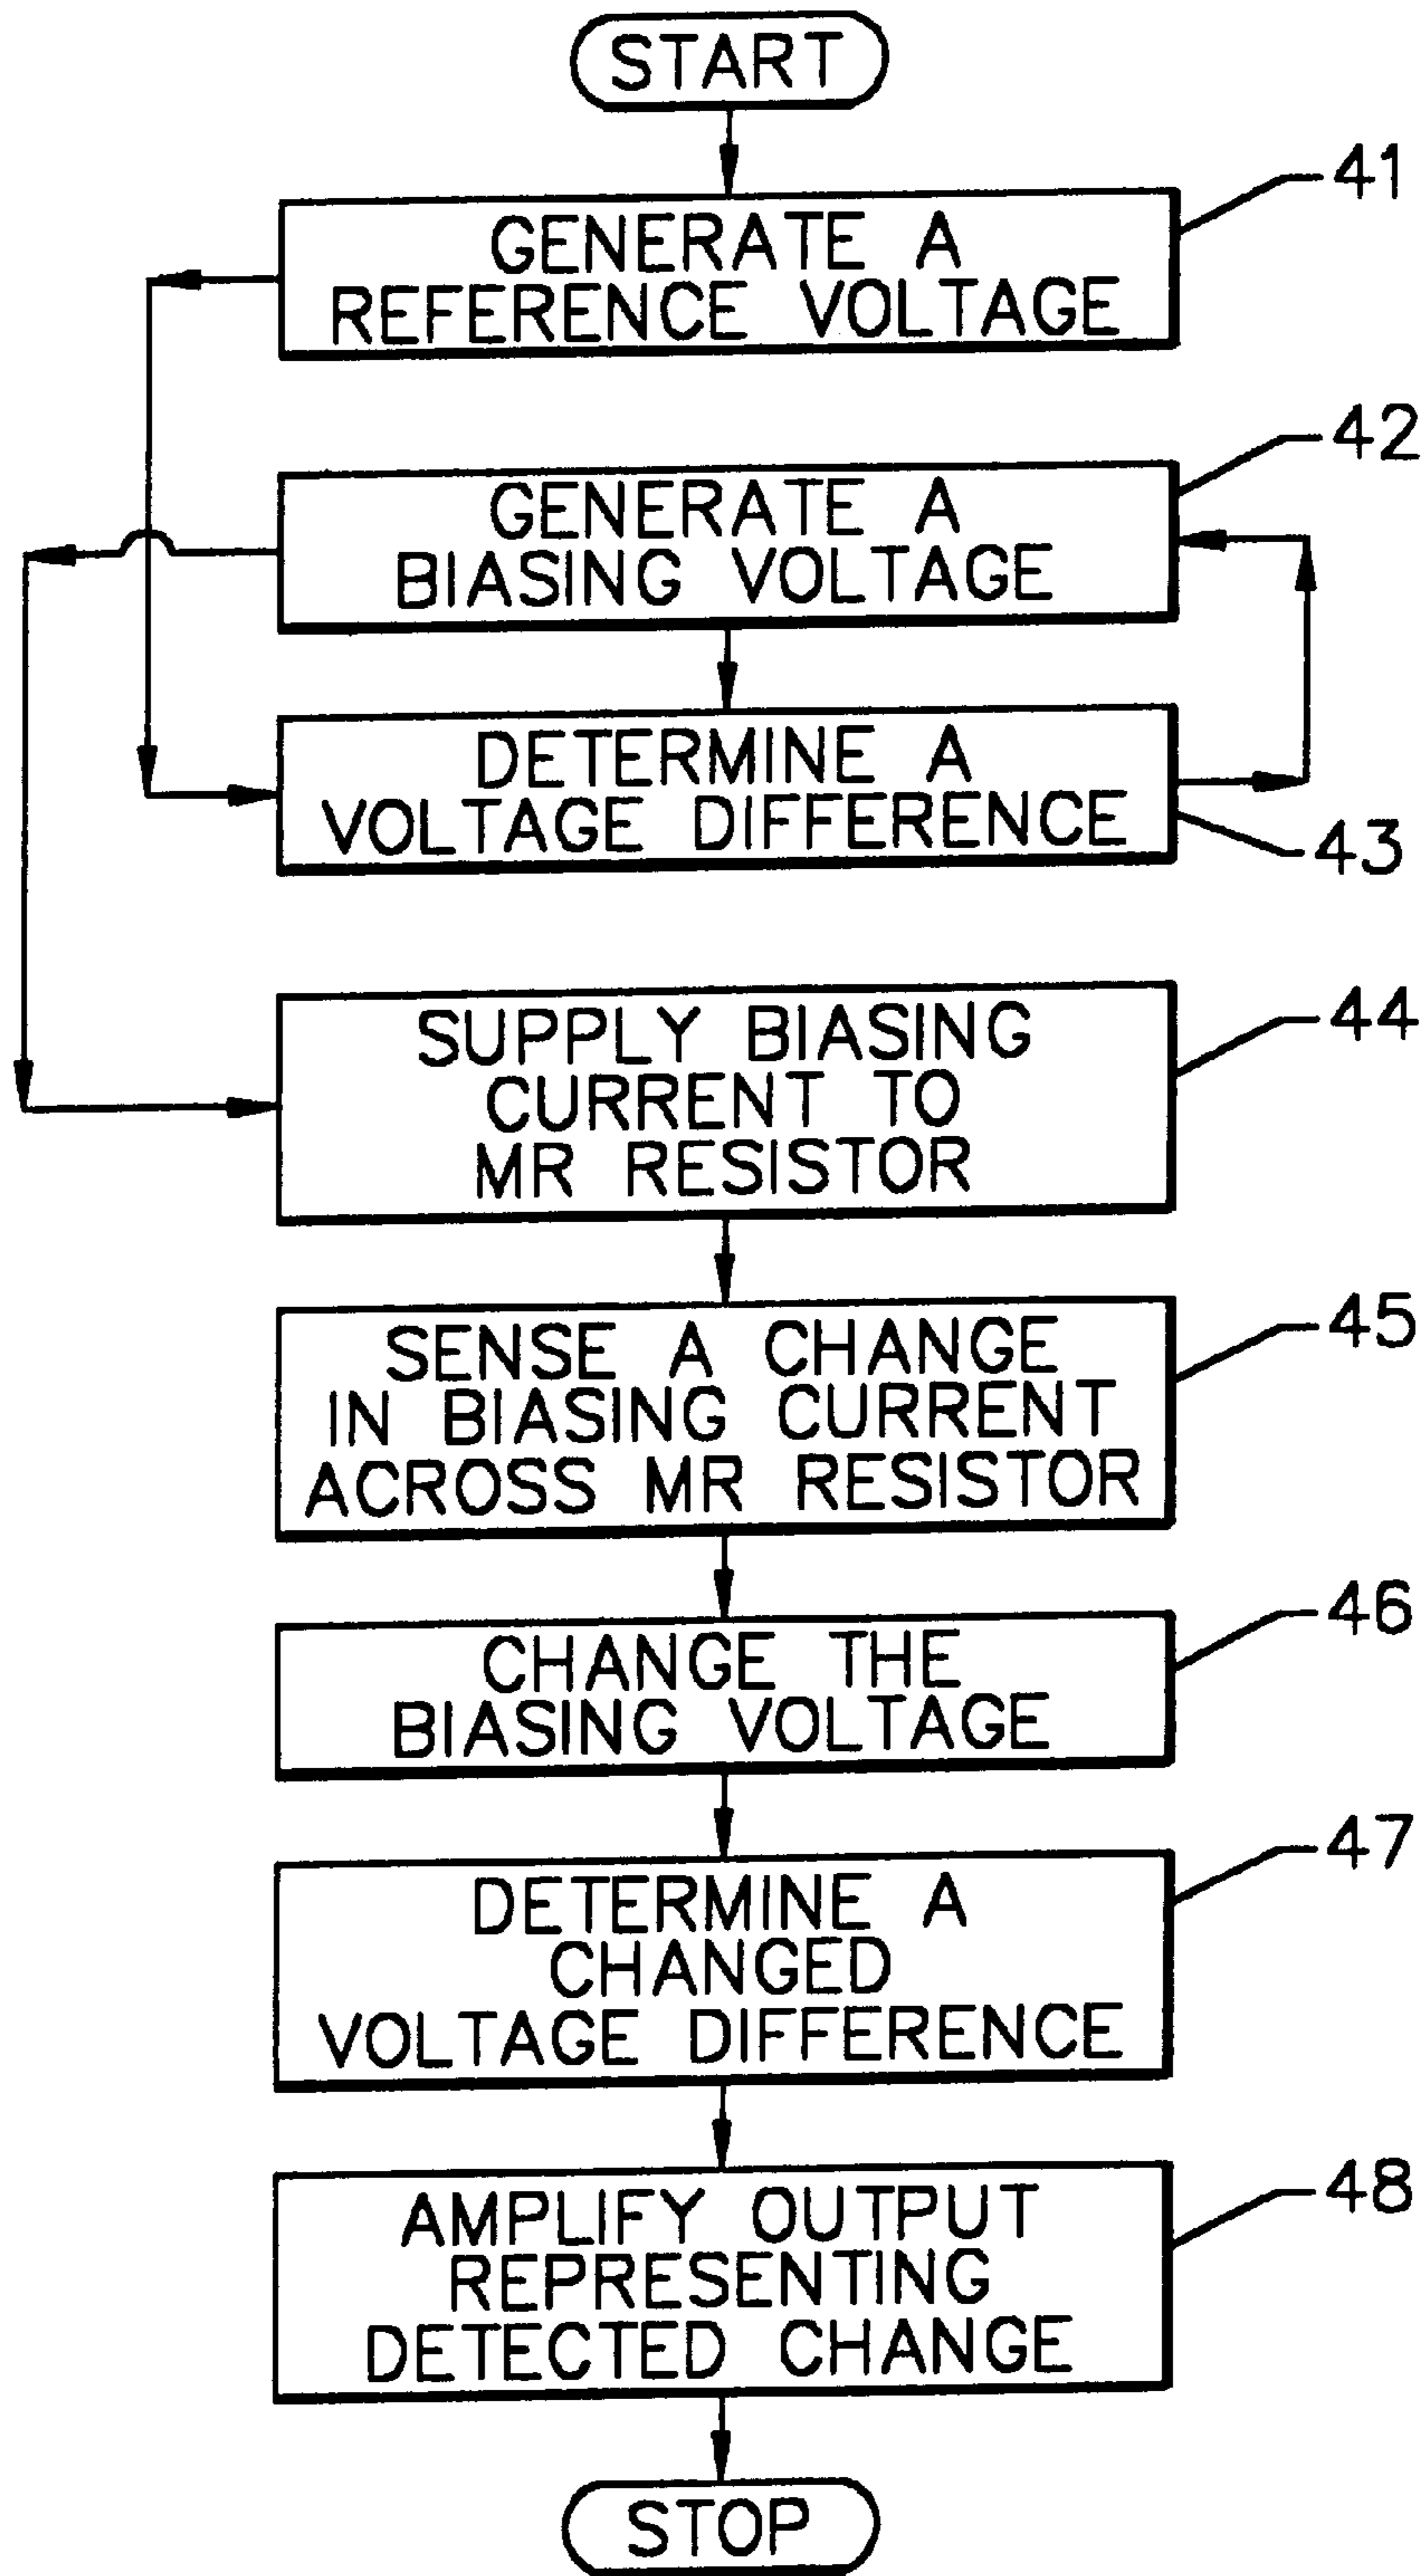 START
41
GENERATE A
REFERENCE VOLTAGE
42
GENERATE A
BIASING VOLTAGE
DETERMINE A
VOLTAGE DIFFERENCE
43
44
SUPPLY BIASING
CURRENT TO
MR RESISTOR
45
SENSE A CHANGE
IN BIASING CURRENT
ACROSS MR RESISTOR
46
CHANGE THE
BIASING VOLTAGE
47
DETERMINE A
CHANGED
VOLTAGE DIFFERENCE
48
AMPLIFY OUTPUT
REPRESENTING
DETECTED CHANGE
STOP